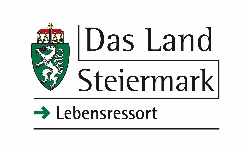 Das Land
Steiermark
→ Lebensressort